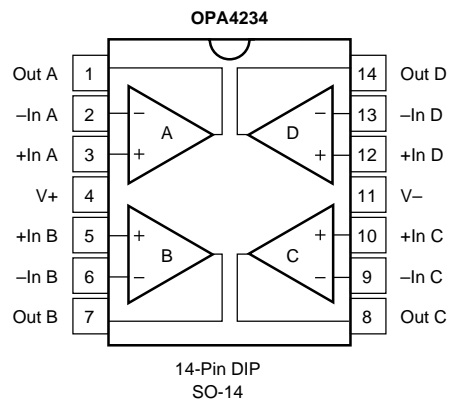 OPA4234
Out A 1 14 Out D
–In A 2 – – 13 –In D
A D
+In A 3 + + 12 +In D
V+ 4 11 V–
+In B 5 + + 10 +In C
B C
–In B 6 – – 9 –In C
Out B 7 8 Out C
14-Pin DIP
SO-14